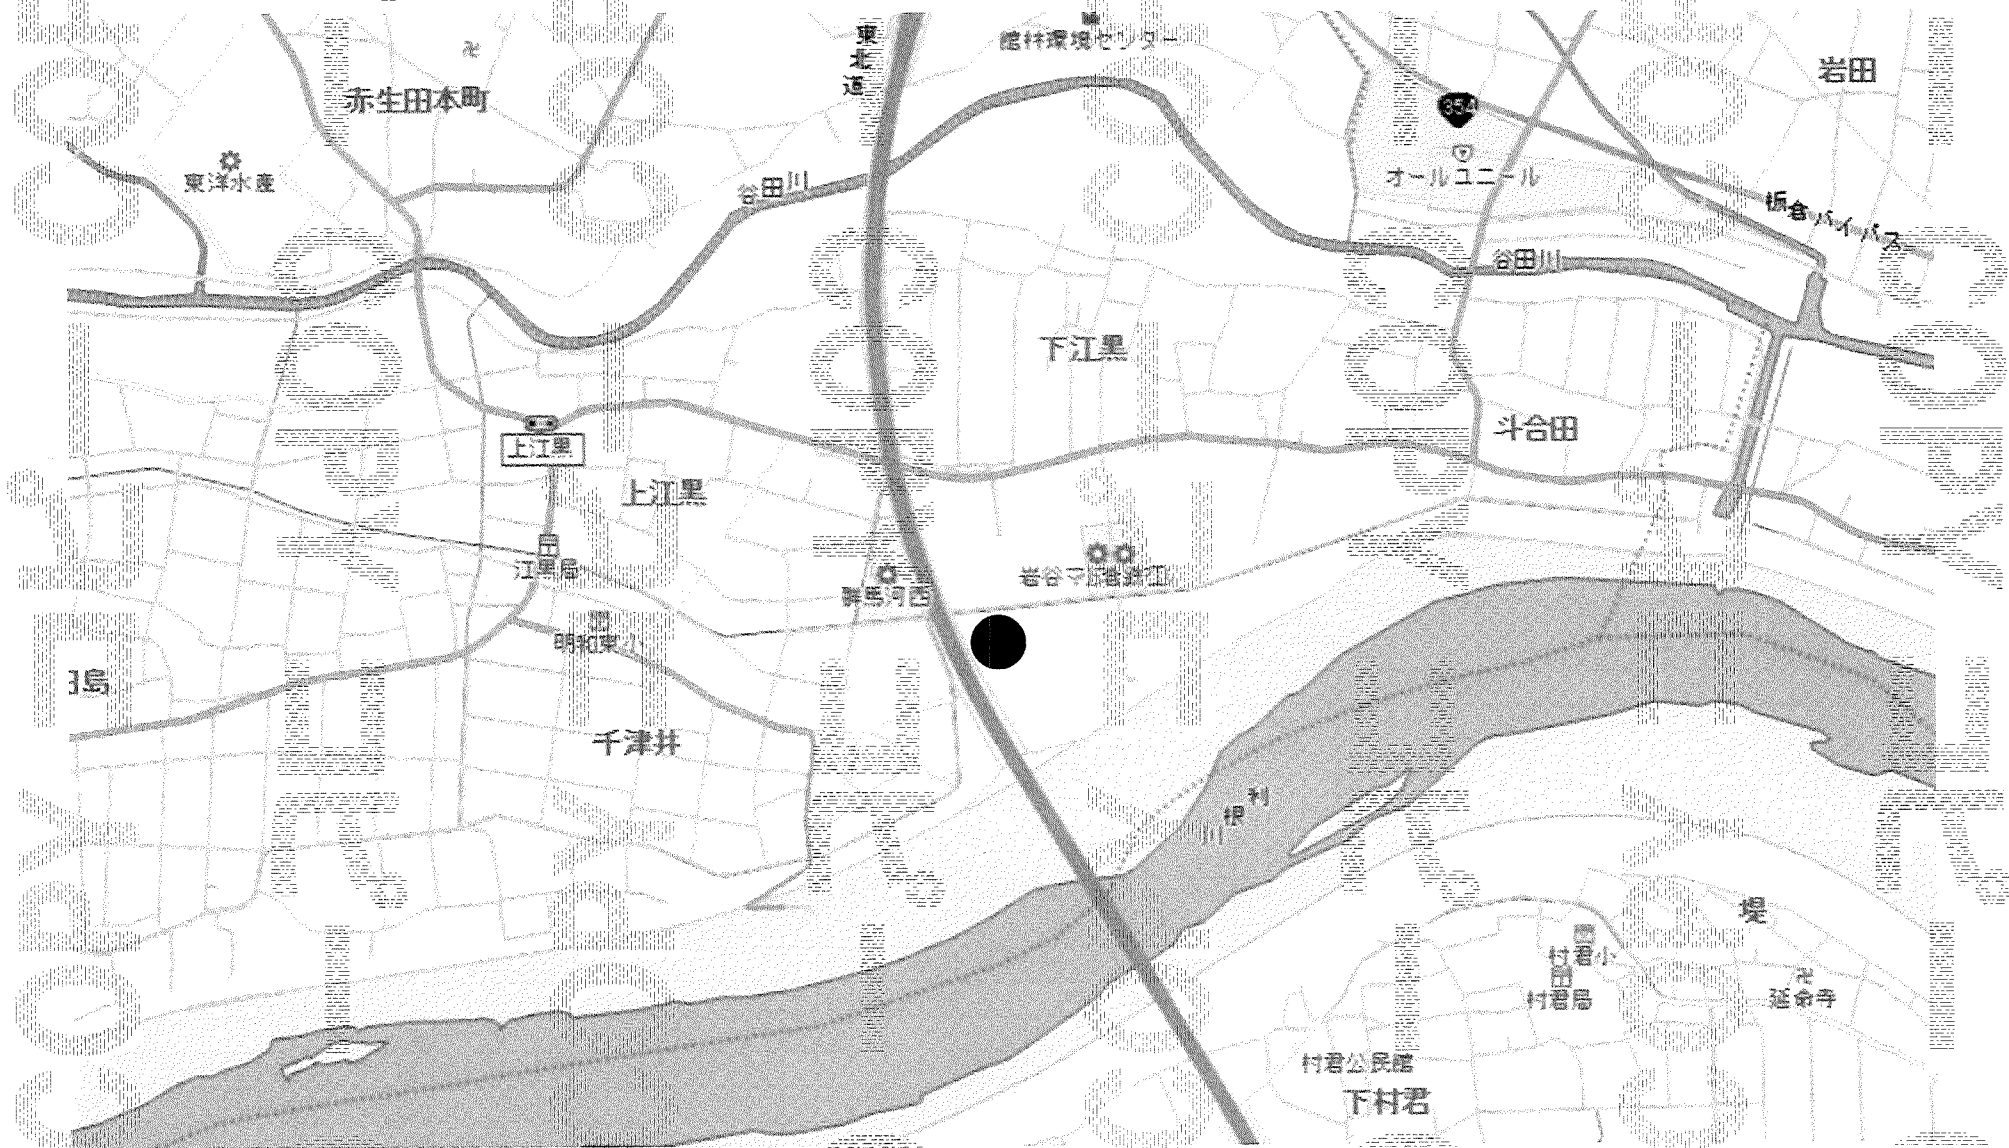 館林環境センター
東北道
岩田
赤生田本町
354
東洋水産
オールユニール
谷田川
板倉バイパス
谷田川
下江黒
斗合田
上江黒
上江黒
江黒局
岩谷マ
群馬河西
明和東小
島
千津井
利根川
堤
村君小
村君局
延命寺
村君公民館
下村君